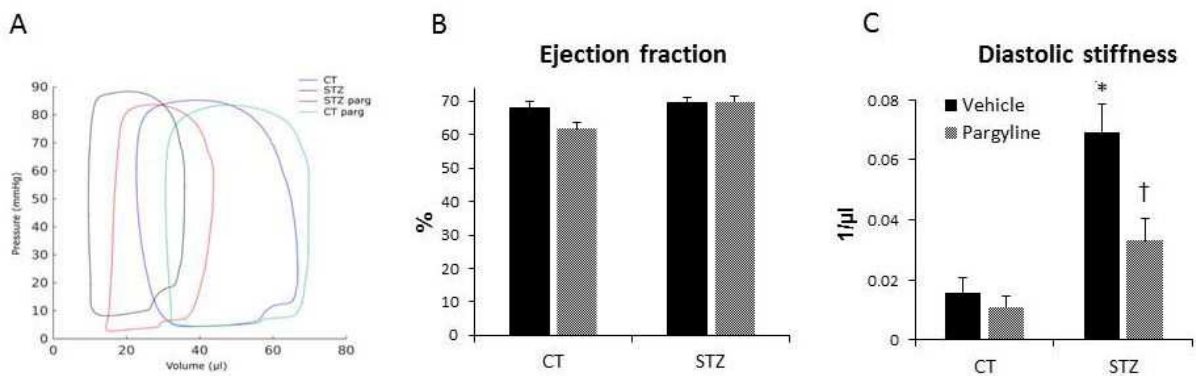 A
CT
STZ
STZ parg
CT parg
90
80
70
60
50
40
30
20
10
0
Pressure (mmHg)
0 20 40 60 80
Volume (µl)
B
Ejection fraction
70
60
50
40
30
20
10
0
%
CT STZ
C
Diastolic stiffness
Vehicle
Pargyline
*
†
0.08
0.06
0.04
0.02
0
1/µl
CT STZ